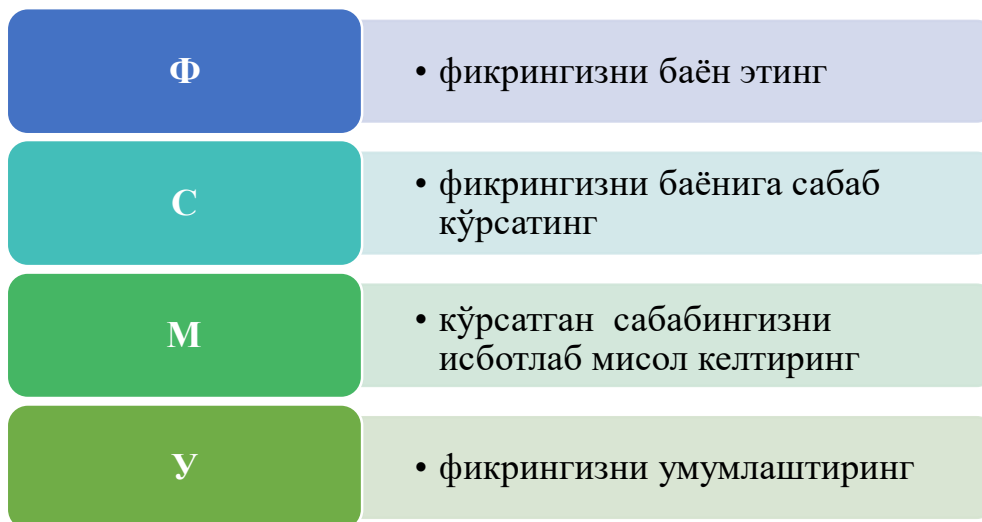 Ф
• фикрингизни баён этинг
С
• фикрингизни баёнига сабаб
кўрсатинг
М
• кўрсатган  сабабингизни
исботлаб мисол келтиринг
У
• фикрингизни умумлаштиринг